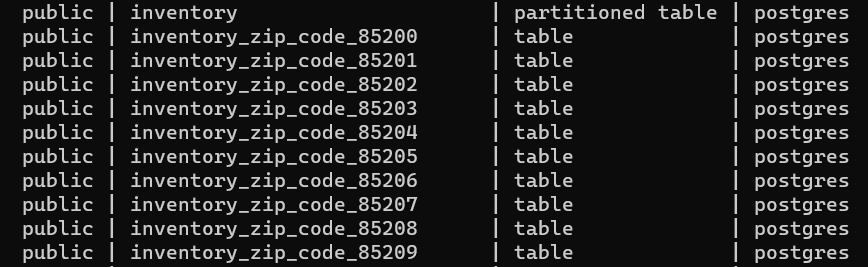 public | inventory | partitioned table | postgres
public | inventory_zip_code_85200 | table | postgres
public | inventory_zip_code_85201 | table | postgres
public | inventory_zip_code_85202 | table | postgres
public | inventory_zip_code_85203 | table | postgres
public | inventory_zip_code_85204 | table | postgres
public | inventory_zip_code_85205 | table | postgres
public | inventory_zip_code_85206 | table | postgres
public | inventory_zip_code_85207 | table | postgres
public | inventory_zip_code_85208 | table | postgres
public | inventory_zip_code_85209 | table | postgres